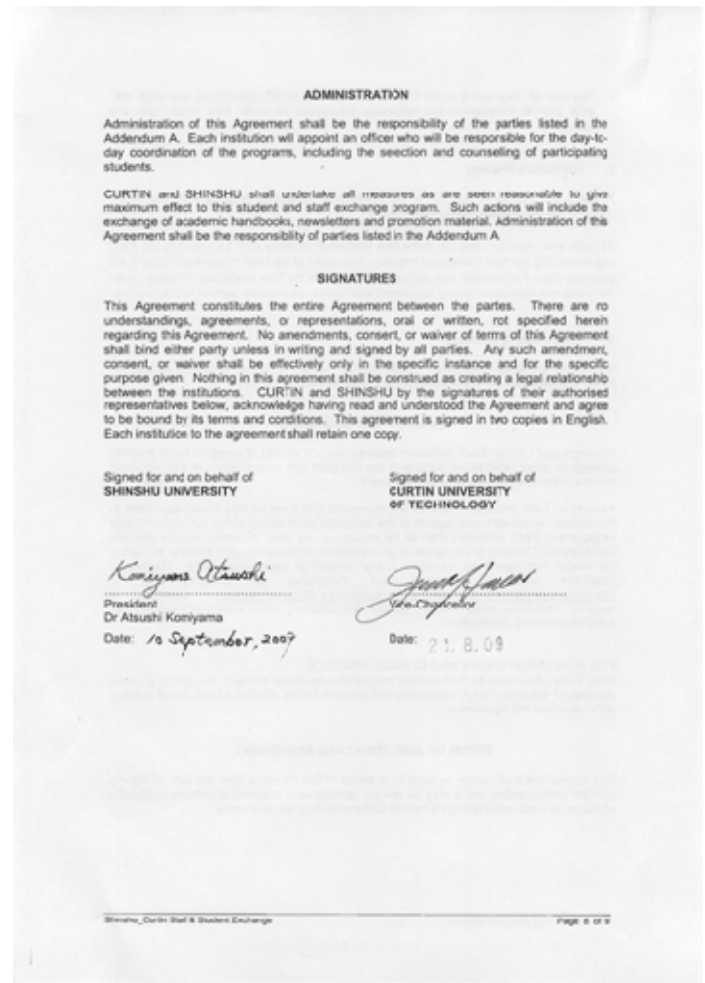 ADMINISTRATION
Administration of this Agreement shall be the responsibility of the parties listed in the
Addendum A. Each institution will appoint an officer who will be responsible for the day-to-
day coordination of the programs, including the seection and counseling of participating
students.
CURTIN and SHINSHU shall undertake all measures as are seen reasonable to give
maximum effect to this student and staff exchange program. Such actions will include the
exchange of academic handbooks, newsletters and promotion material. Administration of this
Agreement shall be the responsibility of parties listed in the Addendum A
SIGNATURES
This Agreement constitutes the entire Agreement between the parties. There are no
understandings, agreements, or representations, oral or written, not specified herein
regarding this Agreement. No amendments, consent, or waiver of terms of this Agreement
shall bind either party unless in writing and signed by all parties. Any such amendment,
consent, or waiver shall be effectively only in the specific instance and for the specific
purpose given. Nothing in this agreement shall be construed as creating a legal relationship
between the institutions. CURTIN and SHINSHU by the signatures of their authorised
representatives below, acknowledge having read and understood the Agreement and agree
to be bound by its terms and conditions. This agreement is signed in two copies in English.
Each institution to the agreement shall retain one copy.
Signed for and on behalf of
SHINSHU UNIVERSITY
Signed for and on behalf of
CURTIN UNIVERSITY
OF TECHNOLOGY
Komiyama Atsushi
President
Dr Atsushi Komiyama
Date: 10 September, 2009
Vice-Chancellor
Date: 21.8.09
Shinshu_Curtin Staff & Student Exchange
Page 8 of 9